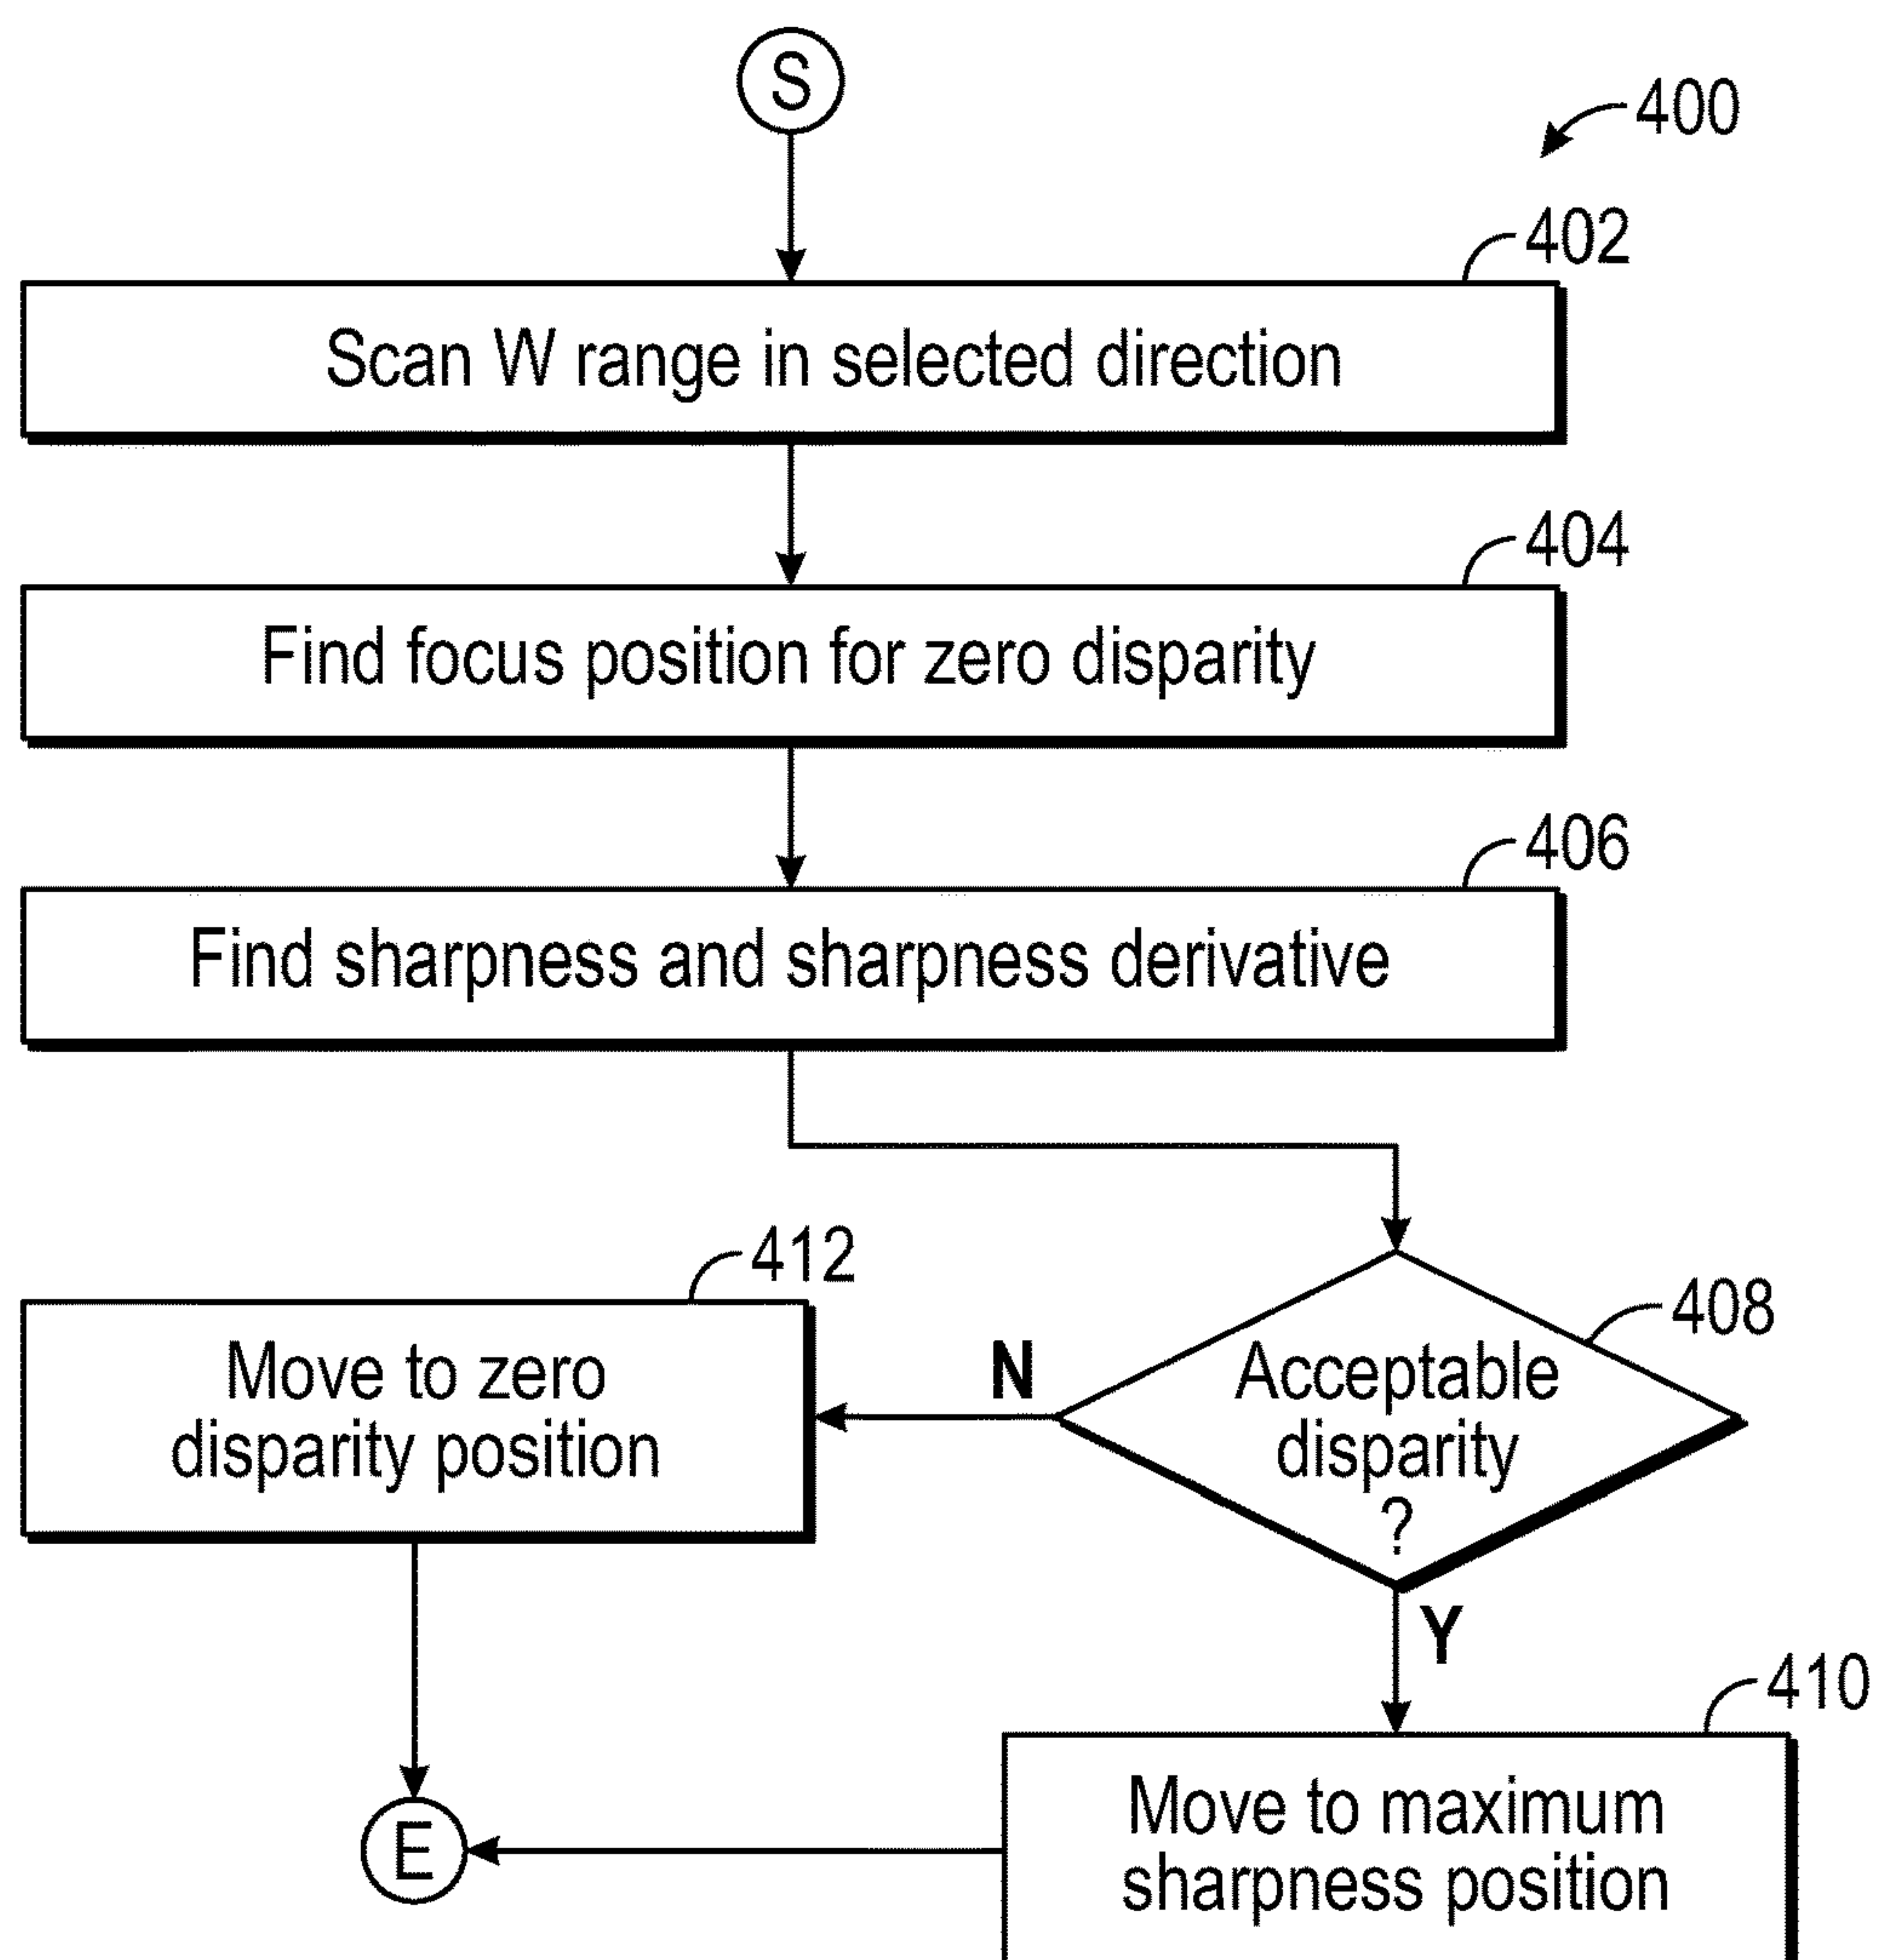 S
400
402
Scan W range in selected direction
404
Find focus position for zero disparity
406
Find sharpness and sharpness derivative
412
Move to zero
disparity position
N
408
Acceptable
disparity
?
Y
410
Move to maximum
sharpness position
E